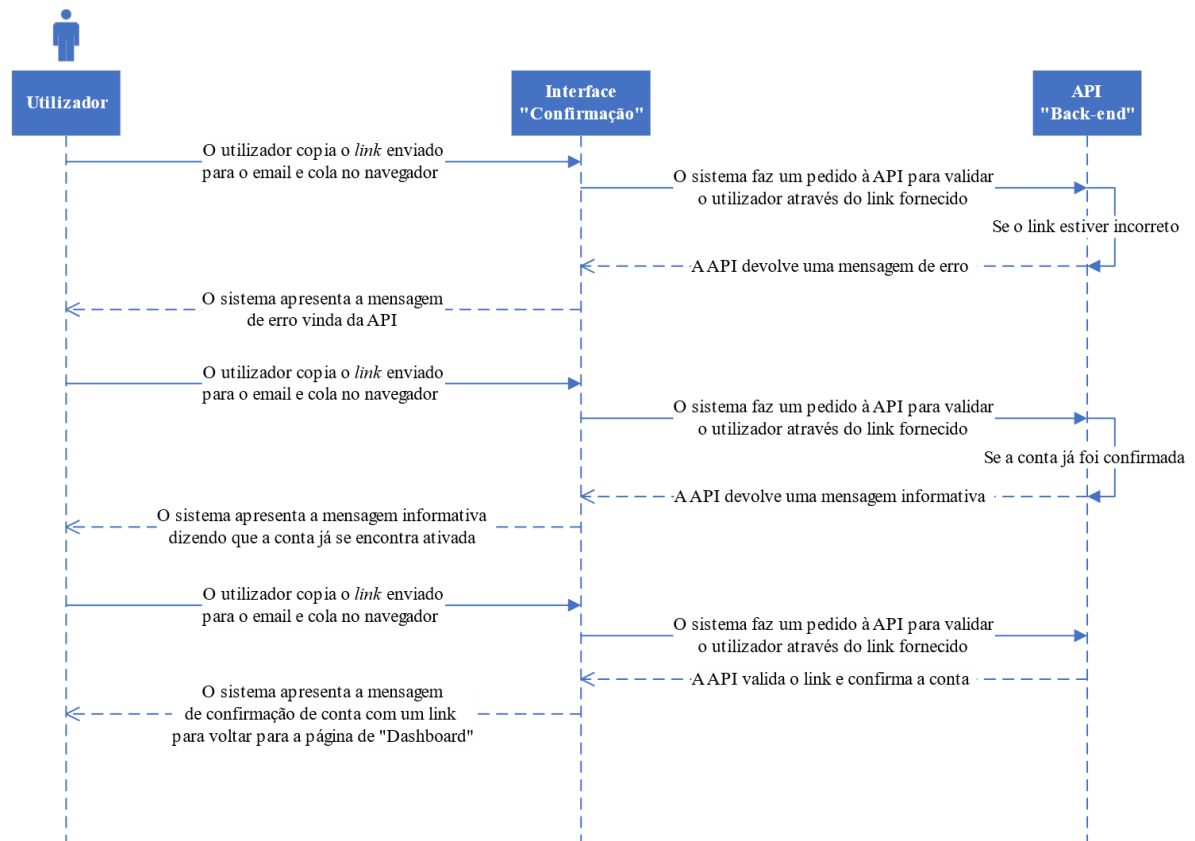 Utilizador
Interface
"Confirmação"
API
"Back-end"
O utilizador copia o link enviado
para o email e cola no navegador
O sistema faz um pedido à API para validar
o utilizador através do link fornecido
Se o link estiver incorreto
A API devolve uma mensagem de erro
O sistema apresenta a mensagem
de erro vinda da API
O utilizador copia o link enviado
para o email e cola no navegador
O sistema faz um pedido à API para validar
o utilizador através do link fornecido
Se a conta já foi confirmada
A API devolve uma mensagem informativa
O sistema apresenta a mensagem informativa
dizendo que a conta já se encontra ativada
O utilizador copia o link enviado
para o email e cola no navegador
O sistema faz um pedido à API para validar
o utilizador através do link fornecido
A API valida o link e confirma a conta
O sistema apresenta a mensagem
de confirmação de conta com um link
para voltar para a página de "Dashboard"